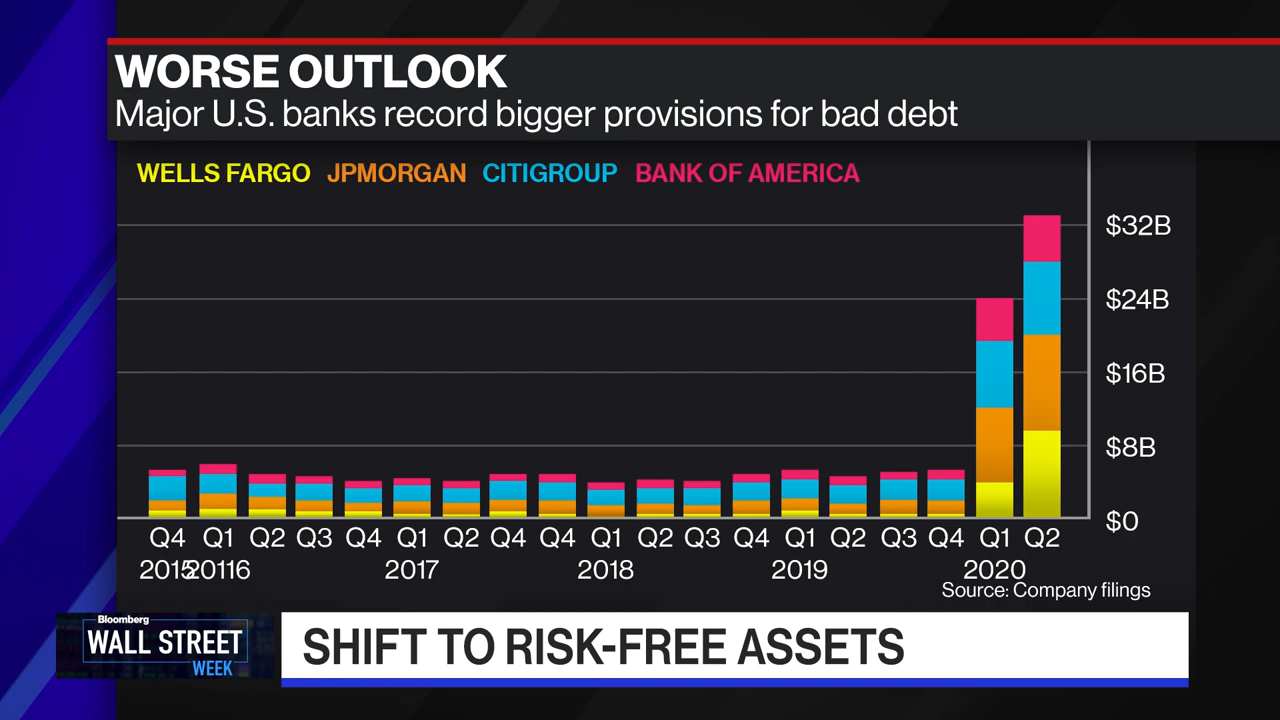 WORSE OUTLOOK
Major U.S. banks record bigger provisions for bad debt
WELLS FARGO JPMORGAN CITIGROUP BANK OF AMERICA
$32B
$24B
$16B
$8B
$0
Q4 Q1 Q2 Q3 Q4 Q1 Q2 Q4 Q4 Q1 Q2 Q3 Q4 Q1 Q2 Q3 Q4 Q1 Q2
2015 20116 2017 2018 2019 2020
Source: Company filings
Bloomberg
WALL STREET
WEEK
SHIFT TO RISK-FREE ASSETS